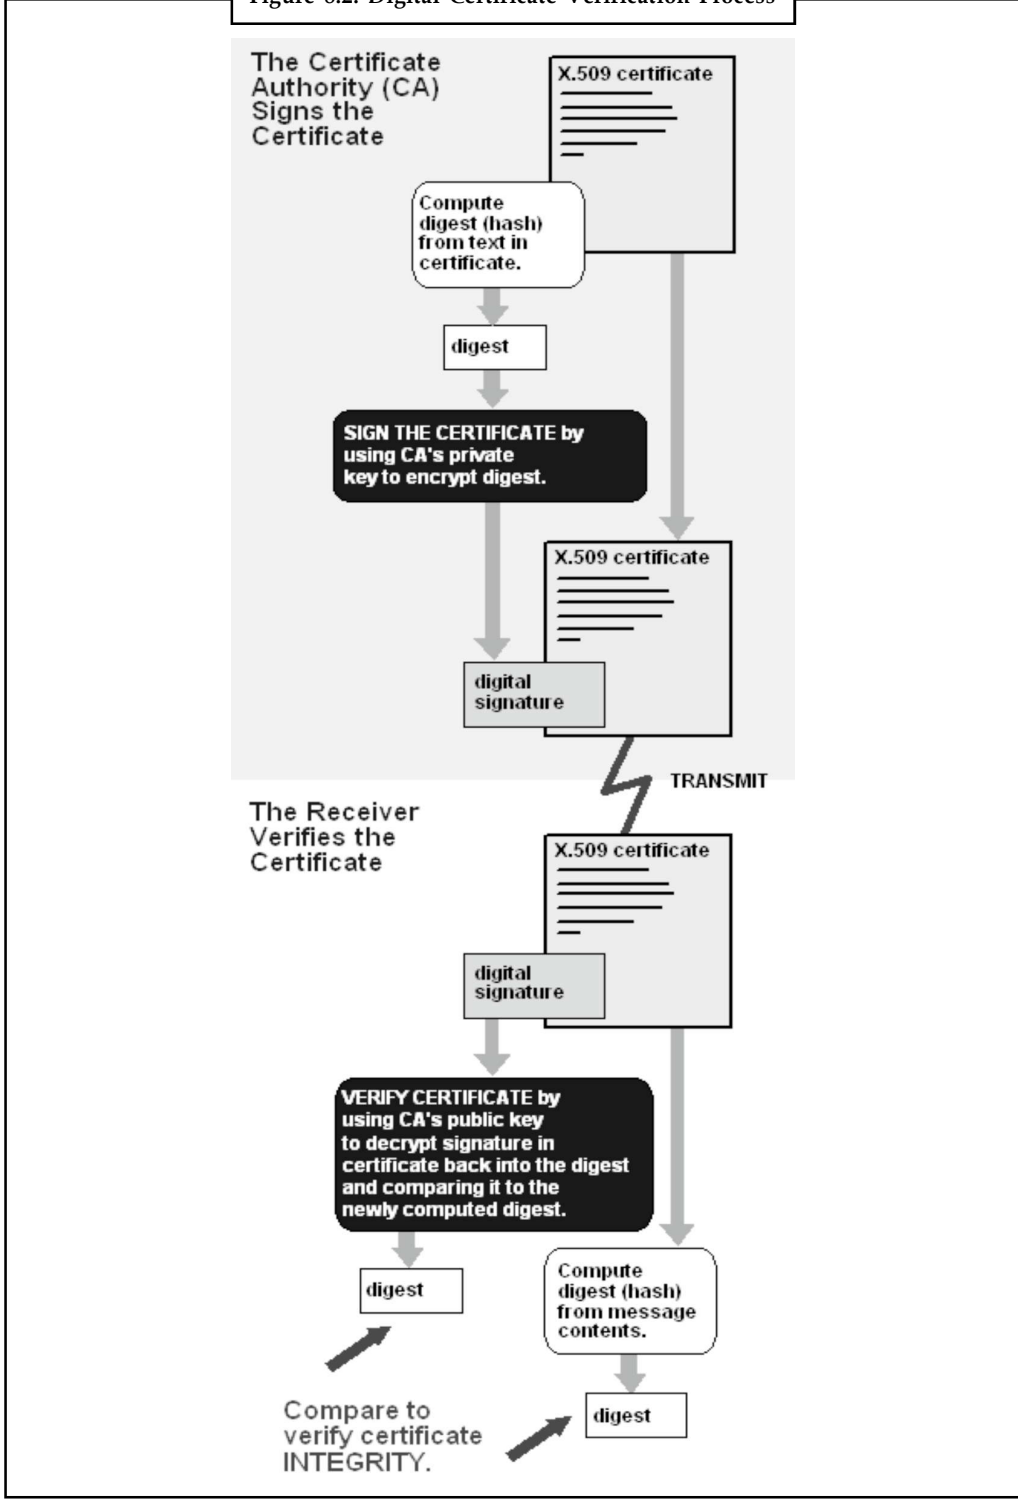 Figure 6.2: Digital Certificate Verification Process
The Certificate
Authority (CA)
Signs the
Certificate
X.509 certificate
Compute
digest (hash)
from text in
certificate.
digest
SIGN THE CERTIFICATE by
using CA's private
key to encrypt digest.
X.509 certificate
digital
signature
TRANSMIT
The Receiver
Verifies the
Certificate
X.509 certificate
digital
signature
VERIFY CERTIFICATE by
using CA's public key
to decrypt signature in
certificate back into the digest
and comparing it to the
newly computed digest.
digest
Compute
digest (hash)
from message
contents.
digest
Compare to
verify certificate
INTEGRITY.